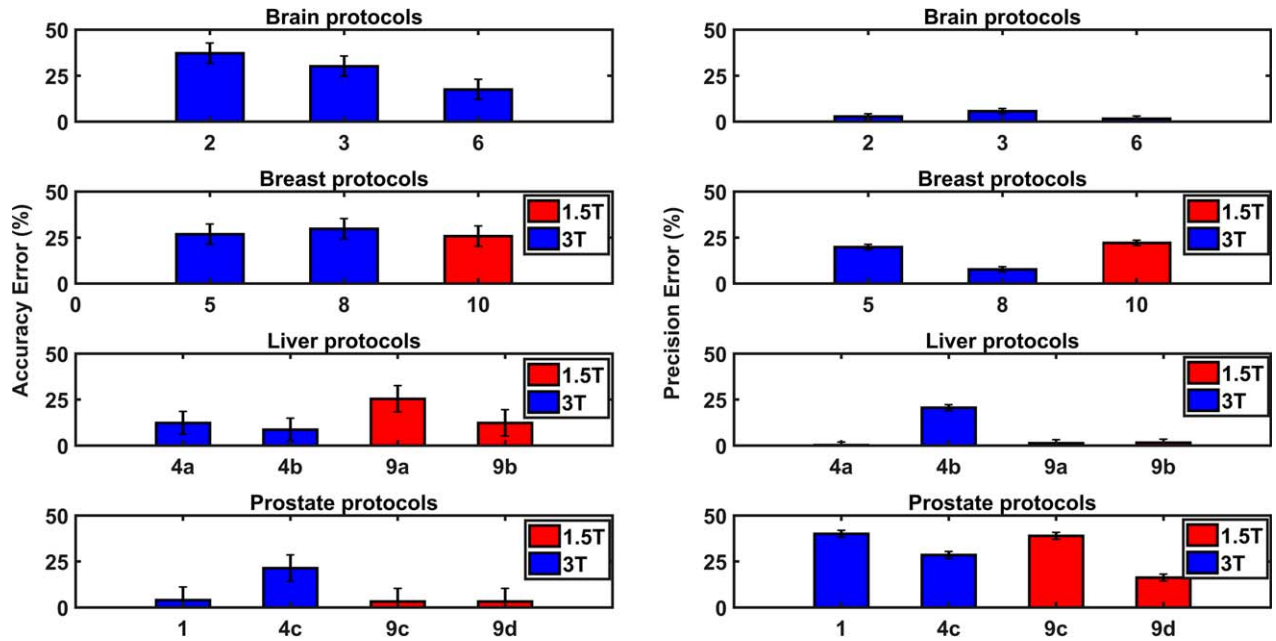 Brain protocols
50
25
0
2 3 6
Breast protocols
50
25
0
1.5T
3T
0 5 8 10
Liver protocols
50
25
0
1.5T
3T
4a 4b 9a 9b
Prostate protocols
50
25
0
1.5T
3T
1 4c 9c 9d
Accuracy Error (%)
Brain protocols
50
25
0
2 3 6
Breast protocols
50
25
0
1.5T
3T
5 8 10
Liver protocols
50
25
0
1.5T
3T
4a 4b 9a 9b
Prostate protocols
50
25
0
1.5T
3T
1 4c 9c 9d
Precision Error (%)